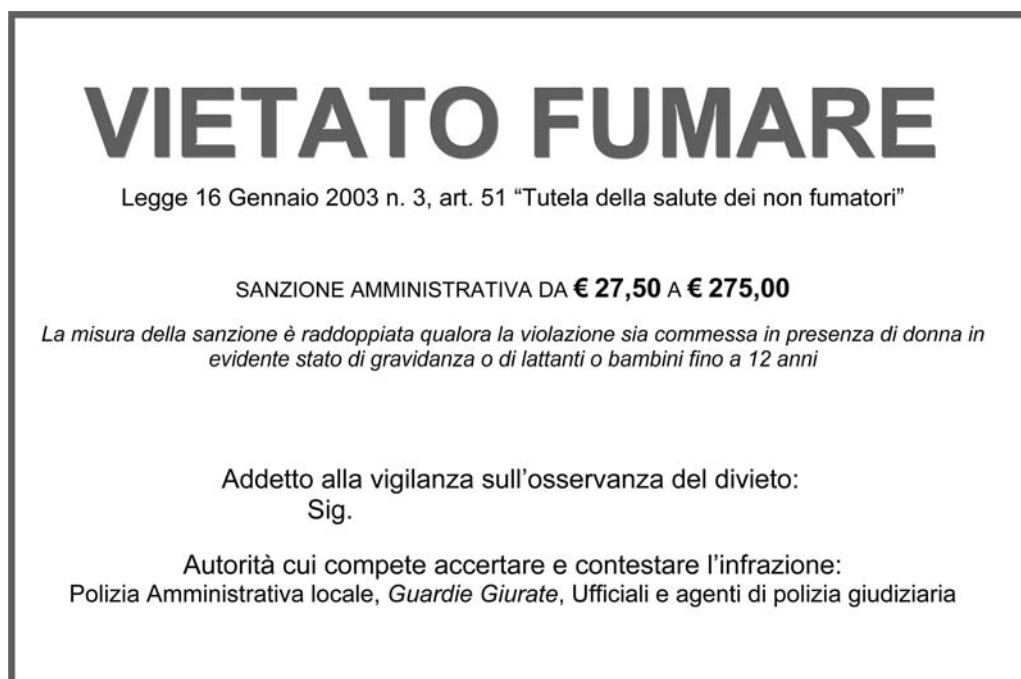 VIETATO FUMARE
Legge 16 Gennaio 2003 n. 3, art. 51 “Tutela della salute dei non fumatori”
SANZIONE AMMINISTRATIVA DA € 27,50 A € 275,00
La misura della sanzione è raddoppiata qualora la violazione sia commessa in presenza di donna in
evidente stato di gravidanza o di lattanti o bambini fino a 12 anni
Addetto alla vigilanza sull’osservanza del divieto:
Sig.
Autorità cui compete accertare e contestare l’infrazione:
Polizia Amministrativa locale, Guardie Giurate, Ufficiali e agenti di polizia giudiziaria